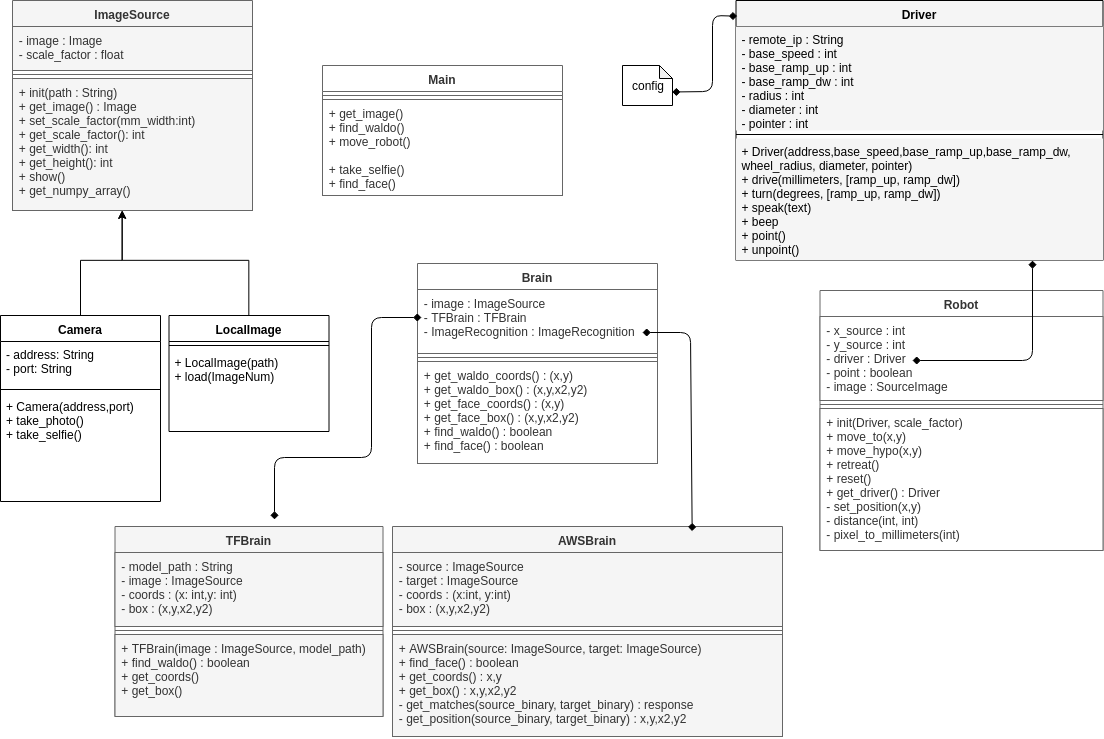 ImageSource
- image : Image
- scale_factor : float
+ init(path : String)
+ get_image() : Image
+ set_scale_factor(mm_width:int)
+ get_scale_factor(): int
+ get_width(): int
+ get_height(): int
+ show()
+ get_numpy_array()
Main
+ get_image()
+ find_waldo()
+ move_robot()
+ take_selfie()
+ find_face()
config
Driver
- remote_ip : String
- base_speed : int
- base_ramp_up : int
- base_ramp_dw : int
- radius : int
- diameter : int
- pointer : int
+ Driver(address,base_speed,base_ramp_up,base_ramp_dw,
wheel_radius, diameter, pointer)
+ drive(millimeters, [ramp_up, ramp_dw])
+ turn(degrees, [ramp_up, ramp_dw])
+ speak(text)
+ beep
+ point()
+ unpoint()
Camera
- address: String
- port: String
+ Camera(address,port)
+ take_photo()
+ take_selfie()
LocalImage
+ LocalImage(path)
+ load(ImageNum)
Brain
- image : ImageSource
- TFBrain : TFBrain
- ImageRecognition : ImageRecognition
+ get_waldo_coords() : (x,y)
+ get_waldo_box() : (x,y,x2,y2)
+ get_face_coords() : (x,y)
+ get_face_box() : (x,y,x2,y2)
+ find_waldo() : boolean
+ find_face() : boolean
Robot
- x_source : int
- y_source : int
- driver : Driver
- point : boolean
- image : SourceImage
+ init(Driver, scale_factor)
+ move_to(x,y)
+ move_hypo(x,y)
+ retreat()
+ reset()
+ get_driver() : Driver
- set_position(x,y)
- distance(int, int)
- pixel_to_millimeters(int)
TFBrain
- model_path : String
- image : ImageSource
- coords : (x: int,y: int)
- box : (x,y,x2,y2)
+ TFBrain(image : ImageSource, model_path)
+ find_waldo() : boolean
+ get_coords()
+ get_box()
AWSBrain
- source : ImageSource
- target : ImageSource
- coords : (x:int, y:int)
- box : (x,y,x2,y2)
+ AWSBrain(source: ImageSource, target: ImageSource)
+ find_face() : boolean
+ get_coords() : x,y
+ get_box() : x,y,x2,y2
- get_matches(source_binary, target_binary) : response
- get_position(source_binary, target_binary) : x,y,x2,y2